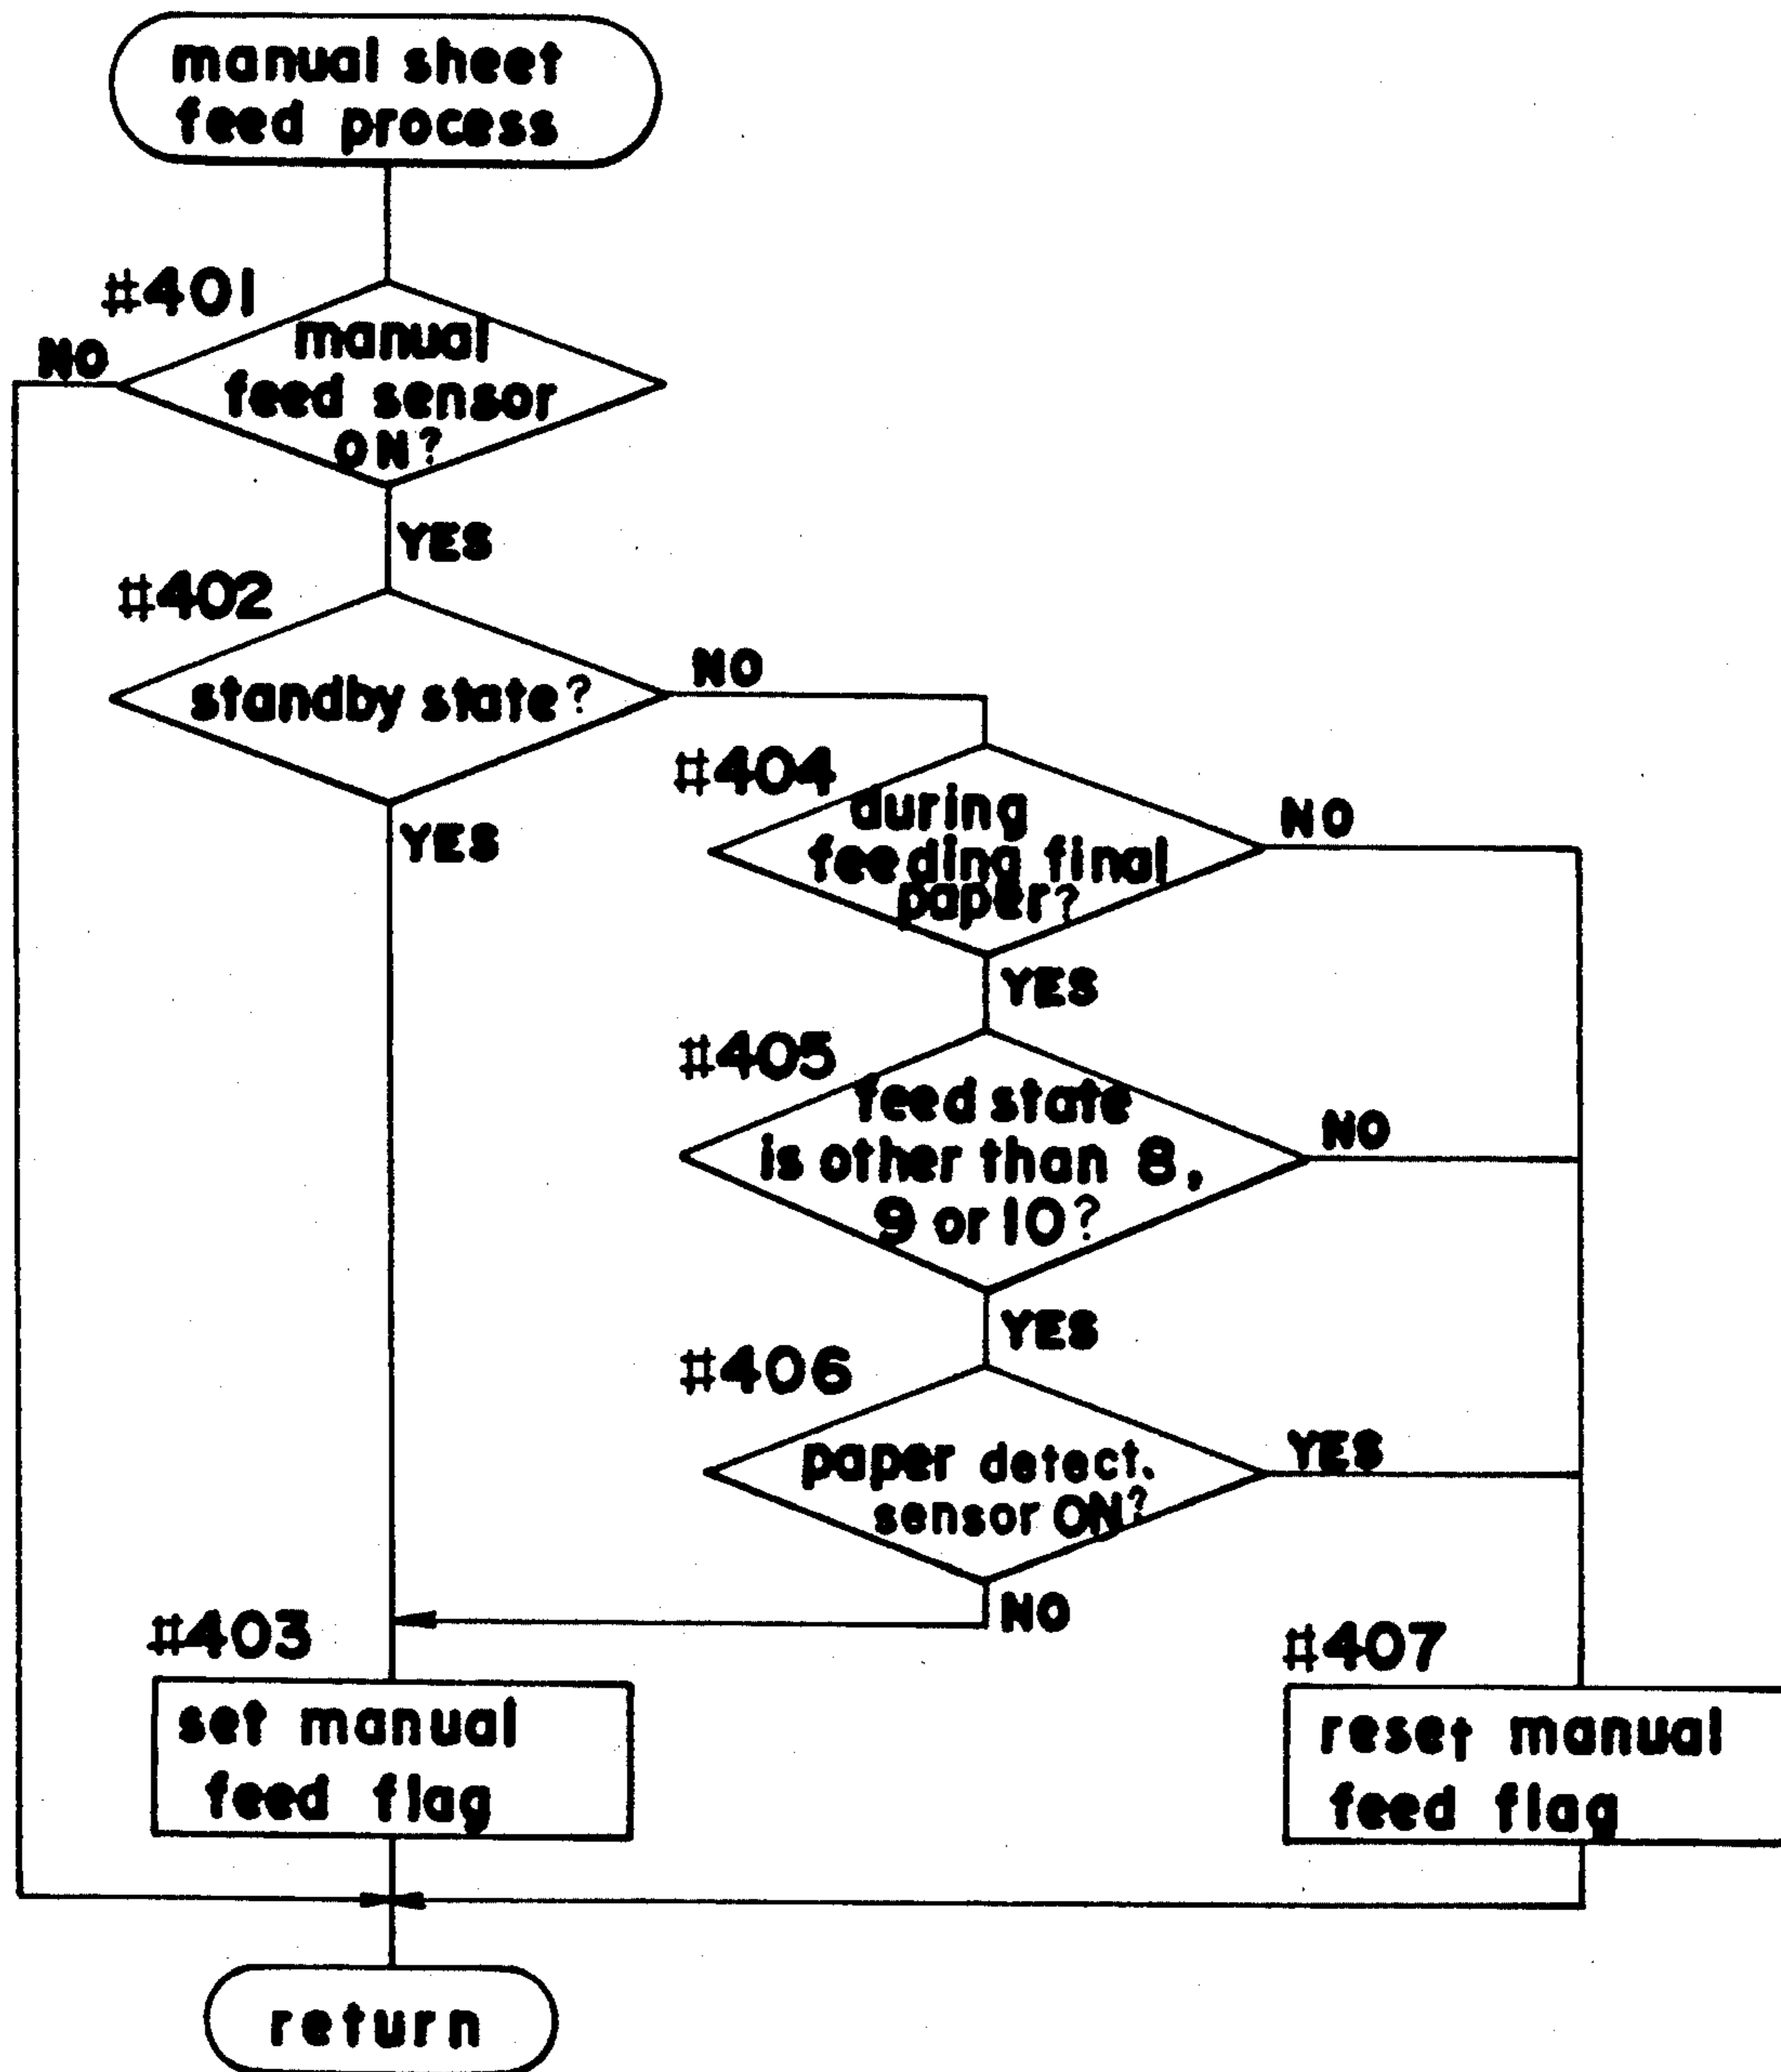 manual sheet
feed process
#401
NO
manual
feed sensor
ON?
YES
#402
standby state?
NO
YES
#404
during
feeding final
paper?
NO
YES
#405
feed state
is other than 8,
9 or 10?
NO
YES
#406
paper detect.
sensor ON?
YES
NO
#403
set manual
feed flag
#407
reset manual
feed flag
return